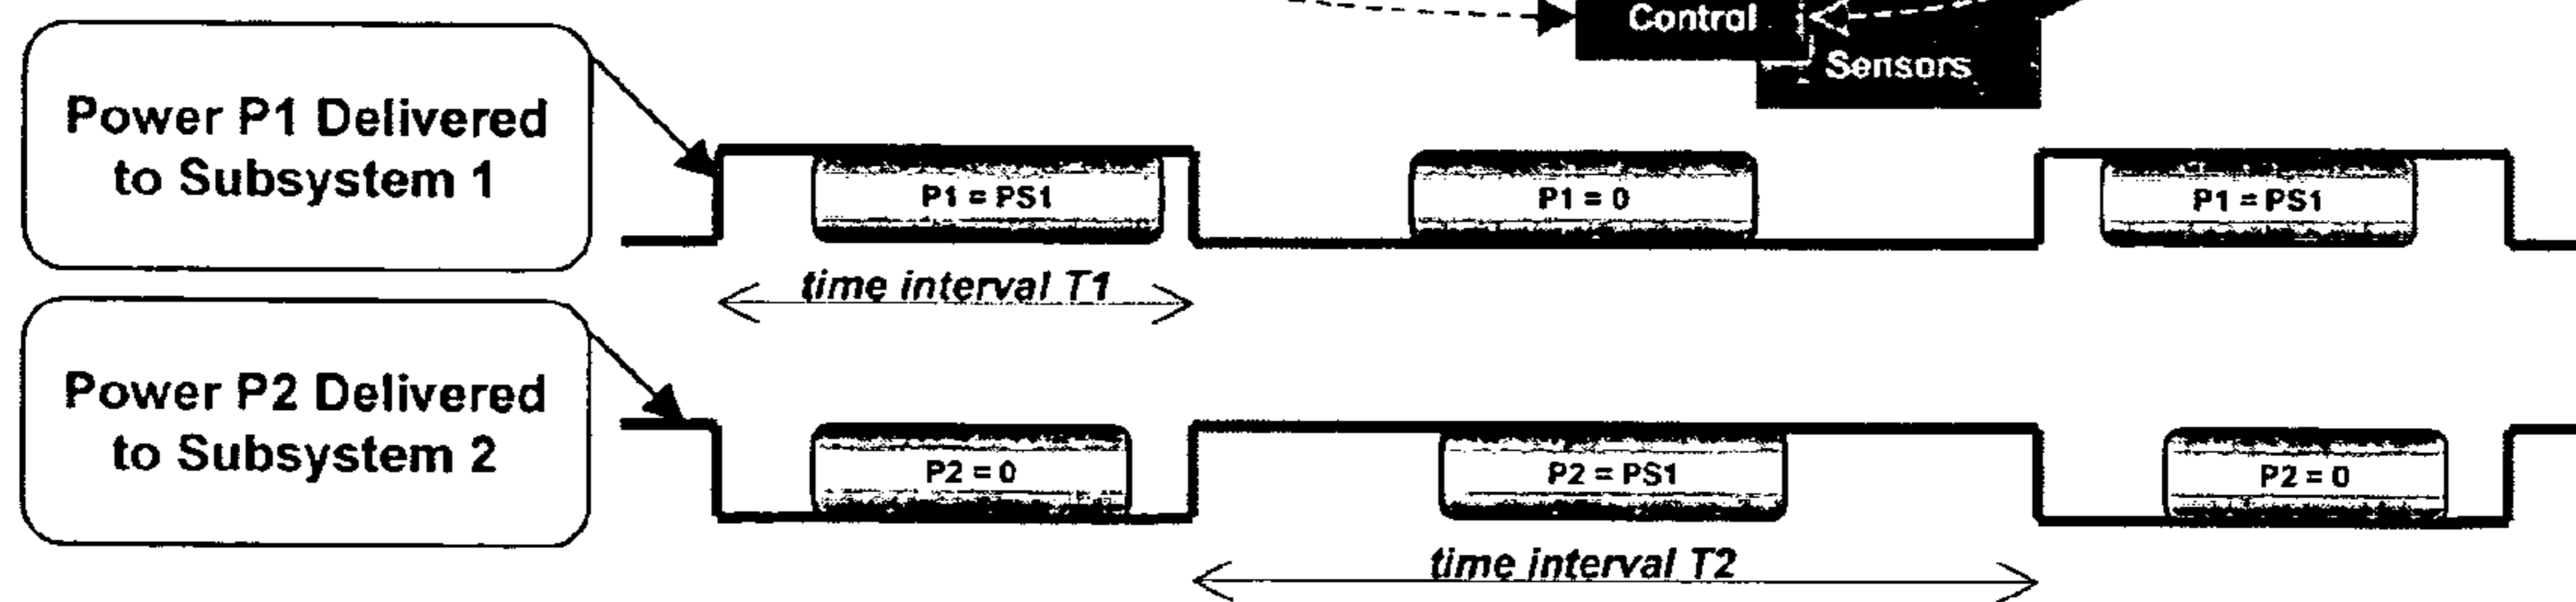 Control
Sensors
Power P1 Delivered
to Subsystem 1
P1 = PS1
P1 = 0
P1 = PS1
time interval T1
Power P2 Delivered
to Subsystem 2
P2 = 0
P2 = PS1
P2 = 0
time interval T2